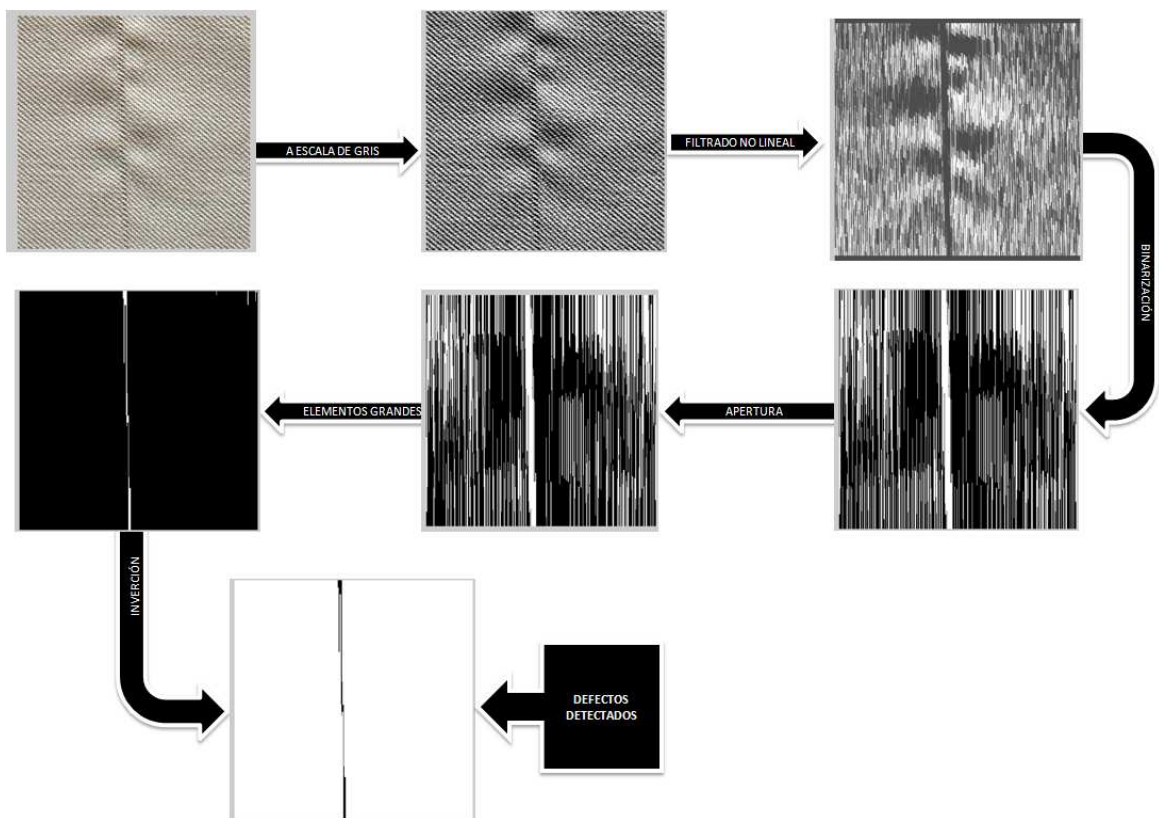 A ESCALA DE GRIS
FILTRADO NO LINEAL
BINARIZACIÓN
APERTURA
ELEMENTOS GRANDES
INVERCIÓN
DEFECTOS
DETECTADOS